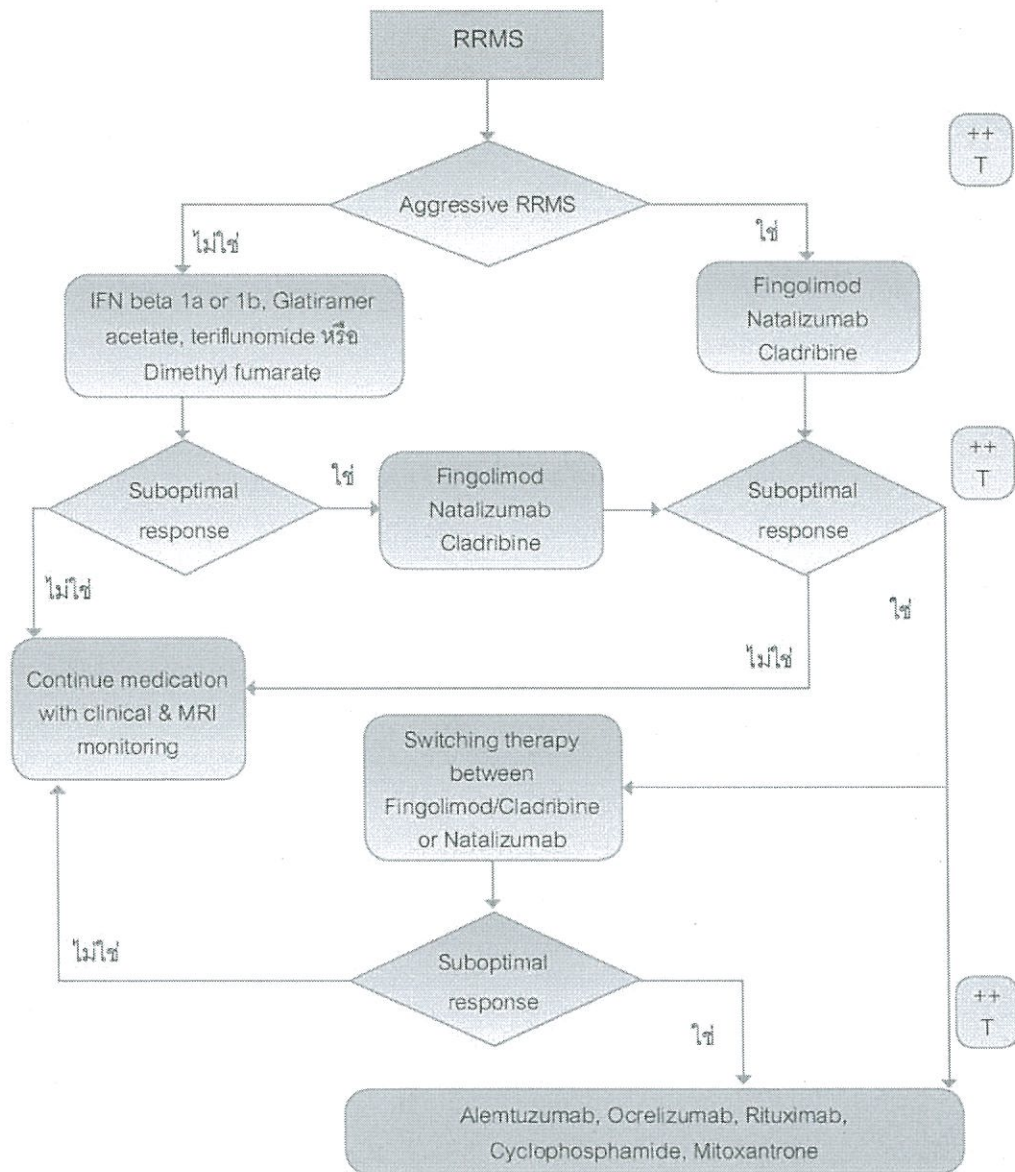 RRMS
++
T
Aggressive RRMS
ไม่ใช่
ใช่
IFN beta 1a or 1b, Glatiramer
acetate, teriflunomide หรือ
Dimethyl fumarate
Fingolimod
Natalizumab
Cladribine
++
T
Suboptimal
response
ใช่
Fingolimod
Natalizumab
Cladribine
Suboptimal
response
ไม่ใช่
ใช่
ไม่ใช่
Continue medication
with clinical & MRI
monitoring
Switching therapy
between
Fingolimod/Cladribine
or Natalizumab
ไม่ใช่
Suboptimal
response
ใช่
++
T
Alemtuzumab, Ocrelizumab, Rituximab,
Cyclophosphamide, Mitoxantrone